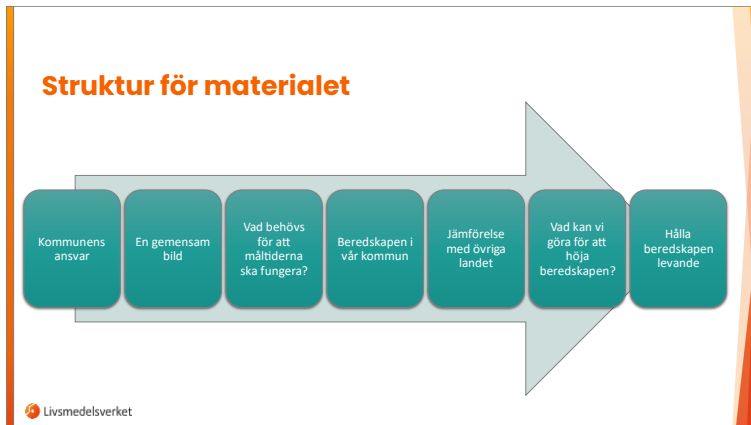 Struktur för materialet
Kommunens
ansvar
En gemensam
bild
Vad behövs
för att
måltiderna
ska fungera?
Beredskapen i
vår kommun
Jämförelse
med övriga
landet
Vad kan vi
göra för att
höja
beredskapen?
Hålla
beredskapen
levande
Livsmedelsverket